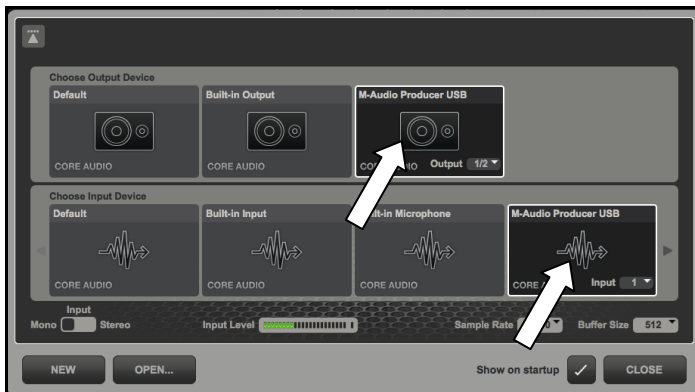 Choose Output Device
Default Built-in Output M-Audio Producer USB
CORE AUDIO CORE AUDIO Output 1/2
Choose Input Device
Default Built-in Input Microphone M-Audio Producer USB
CORE AUDIO CORE AUDIO CORE AUDIO Input 1
Input
Mono Stereo Input Level Sample Rate Buffer Size 512
NEW OPEN... Show on startup CLOSE